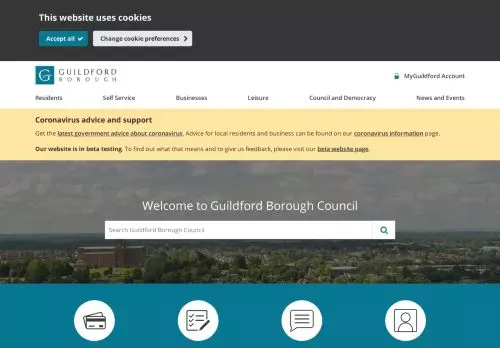 This website uses cookies
Accept all
Change cookie preferences
G GUILDFORD
BOROUGH
MyGuildford Account
Residents
Self Service
Businesses
Leisure
Council and Democracy
News and Events
Coronavirus advice and support
Get the latest government advice about coronavirus. Advice for local residents and business can be found on our coronavirus information page.
Our website is in beta testing. To find out what that means and to give us feedback, please visit our beta website page.
Welcome to Guildford Borough Council
Search Guildford Borough Council